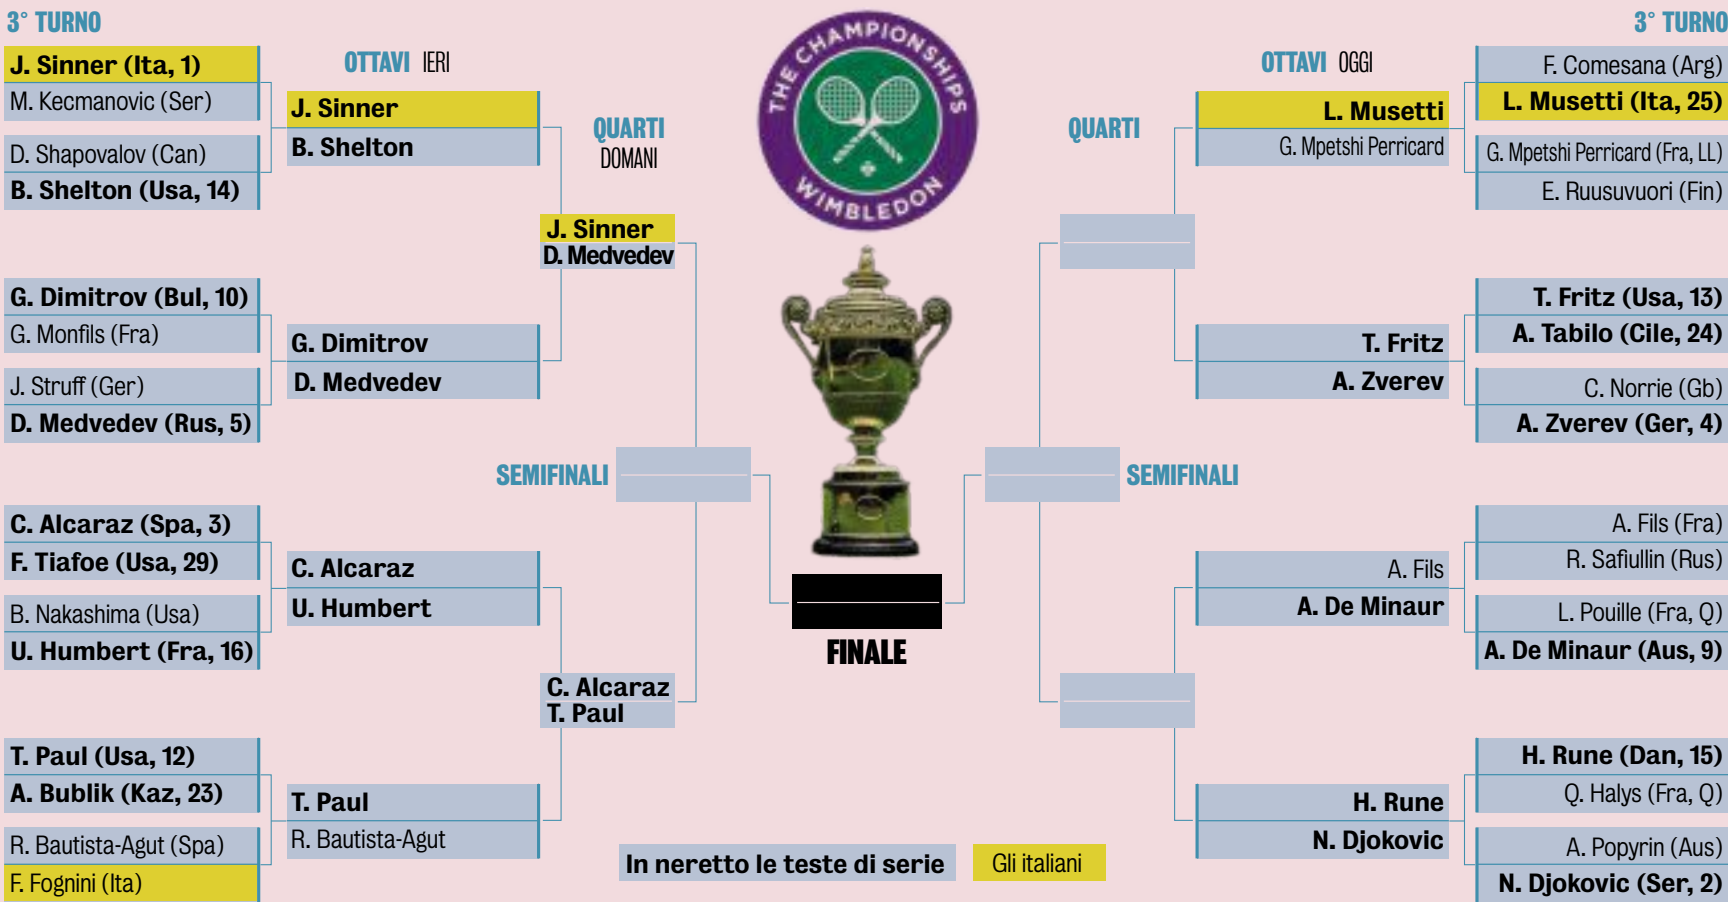 3° TURNO
J. Sinner (Ita, 1)
M. Kecmanovic (Ser)
D. Shapovalov (Can)
B. Shelton (Usa, 14)
G. Dimitrov (Bul, 10)
G. Monfils (Fra)
J. Struff (Ger)
D. Medvedev (Rus, 5)
C. Alcaraz (Spa, 3)
F. Tiafoe (Usa, 29)
B. Nakashima (Usa)
U. Humbert (Fra, 16)
T. Paul (Usa, 12)
A. Bublik (Kaz, 23)
R. Bautista-Agut (Spa)
F. Fognini (Ita)
OTTAVI IERI
J. Sinner
B. Shelton
G. Dimitrov
D. Medvedev
C. Alcaraz
U. Humbert
T. Paul
R. Bautista-Agut
QUARTI
DOMANI
J. Sinner
D. Medvedev
C. Alcaraz
T. Paul
SEMIFINALI
THE CHAMPIONSHIPS
WIMBLEDON
FINALE
SEMIFINALI
QUARTI
OTTAVI OGGI
L. Musetti
G. Mpetshi Perricard
T. Fritz
A. Zverev
A. Fils
A. De Minaur
H. Rune
N. Djokovic
3° TURNO
F. Comesana (Arg)
L. Musetti (Ita, 25)
G. Mpetshi Perricard (Fra, LL)
E. Ruusuvuori (Fin)
T. Fritz (Usa, 13)
A. Tabilo (Cile, 24)
C. Norrie (Gb)
A. Zverev (Ger, 4)
A. Fils (Fra)
R. Safiullin (Rus)
L. Pouille (Fra, Q)
A. De Minaur (Aus, 9)
H. Rune (Dan, 15)
Q. Halys (Fra, Q)
A. Popyrin (Aus)
N. Djokovic (Ser, 2)
In neretto le teste di serie
Gli italiani